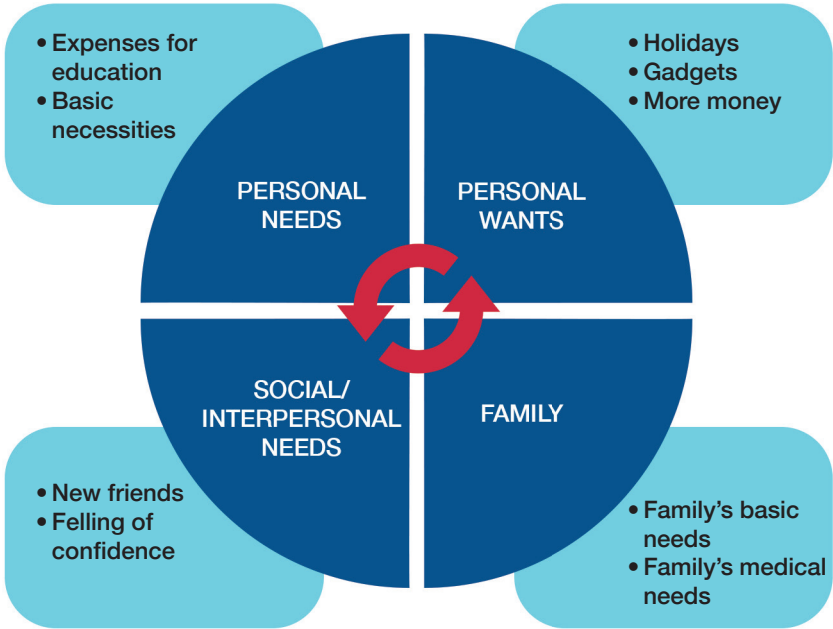 • Expenses for
education
• Basic
necessities
PERSONAL
NEEDS
• Holidays
• Gadgets
• More money
PERSONAL
WANTS
SOCIAL/
INTERPERSONAL
NEEDS
• New friends
• Felling of
confidence
FAMILY
• Family’s basic
needs
• Family’s medical
needs